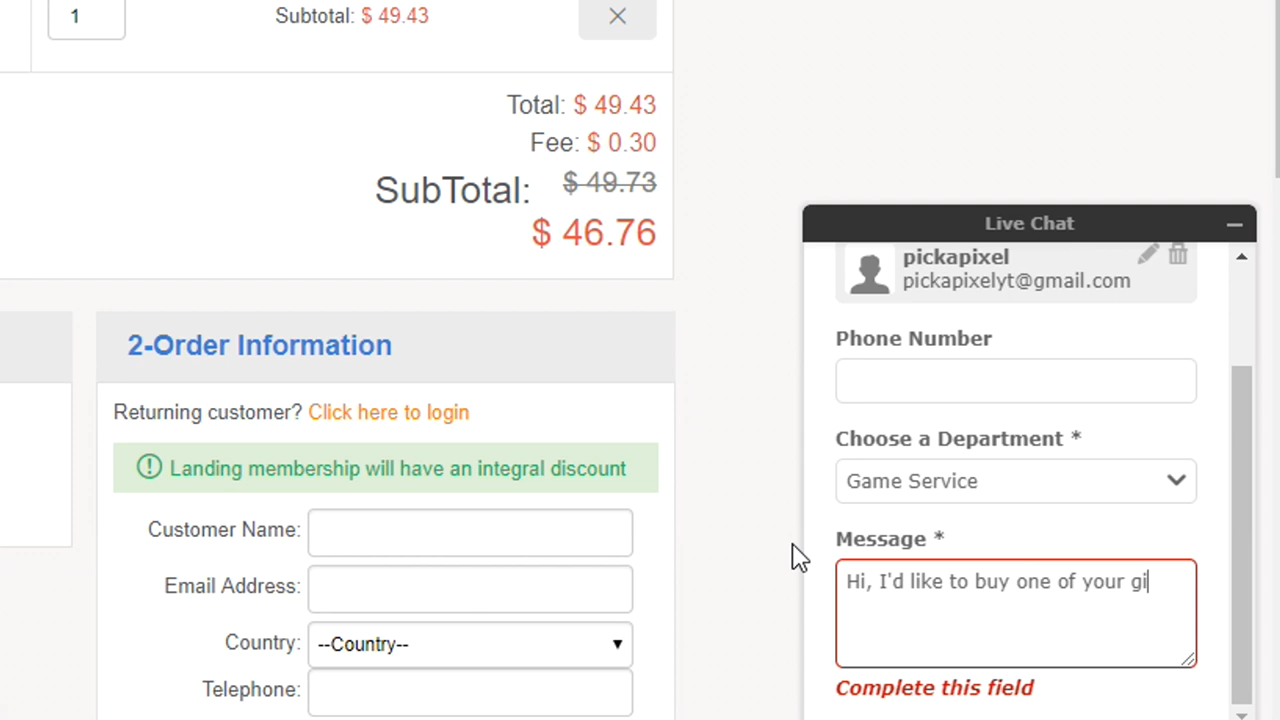 1
Subtotal: $ 49.43
Total: $ 49.43
Fee: $ 0.30
SubTotal: $ 49.73
$ 46.76
2-Order Information
Returning customer? Click here to login
Landing membership will have an integral discount
Customer Name:
Email Address:
Country: --Country--
Telephone:
Live Chat
pickapixel
pickapixelyt@gmail.com
Phone Number
Choose a Department *
Game Service
Message *
Hi, I'd like to buy one of your gi
Complete this field